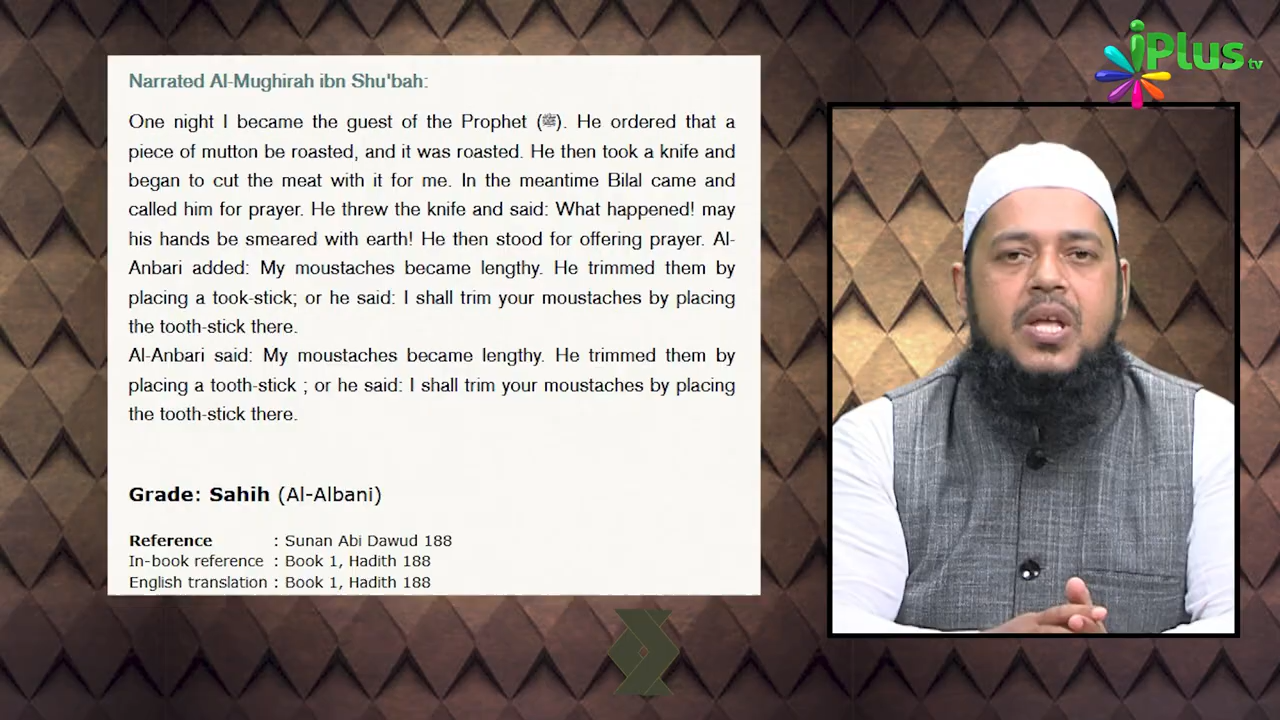 iPlus tv
Narrated Al-Mughirah ibn Shu'bah:
One night I became the guest of the Prophet (ﷺ). He ordered that a
piece of mutton be roasted, and it was roasted. He then took a knife and
began to cut the meat with it for me. In the meantime Bilal came and
called him for prayer. He threw the knife and said: What happened! may
his hands be smeared with earth! He then stood for offering prayer. Al-
Anbari added: My moustaches became lengthy. He trimmed them by
placing a took-stick; or he said: I shall trim your moustaches by placing
the tooth-stick there.
Al-Anbari said: My moustaches became lengthy. He trimmed them by
placing a tooth-stick ; or he said: I shall trim your moustaches by placing
the tooth-stick there.
Grade: Sahih (Al-Albani)
Reference : Sunan Abi Dawud 188
In-book reference : Book 1, Hadith 188
English translation : Book 1, Hadith 188